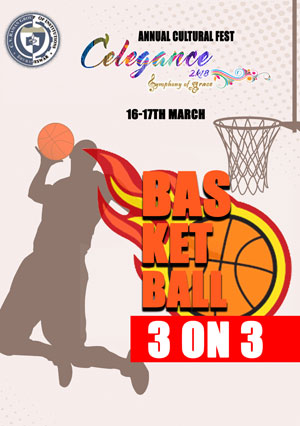 ANNUAL CULTURAL FEST
Celegance
2k18
Symphony of Grace
16-17TH MARCH
BAS
KET
BALL
3 ON 3